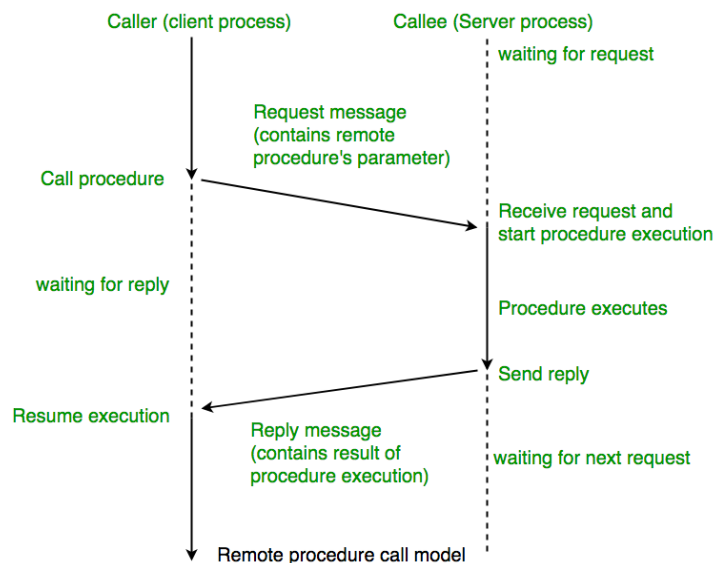 Caller (client process)
Callee (Server process)
waiting for request
Request message
(contains remote
procedure's parameter)
Call procedure
Receive request and
start procedure execution
waiting for reply
Procedure executes
Send reply
Resume execution
Reply message
(contains result of
procedure execution)
waiting for next request
Remote procedure call model